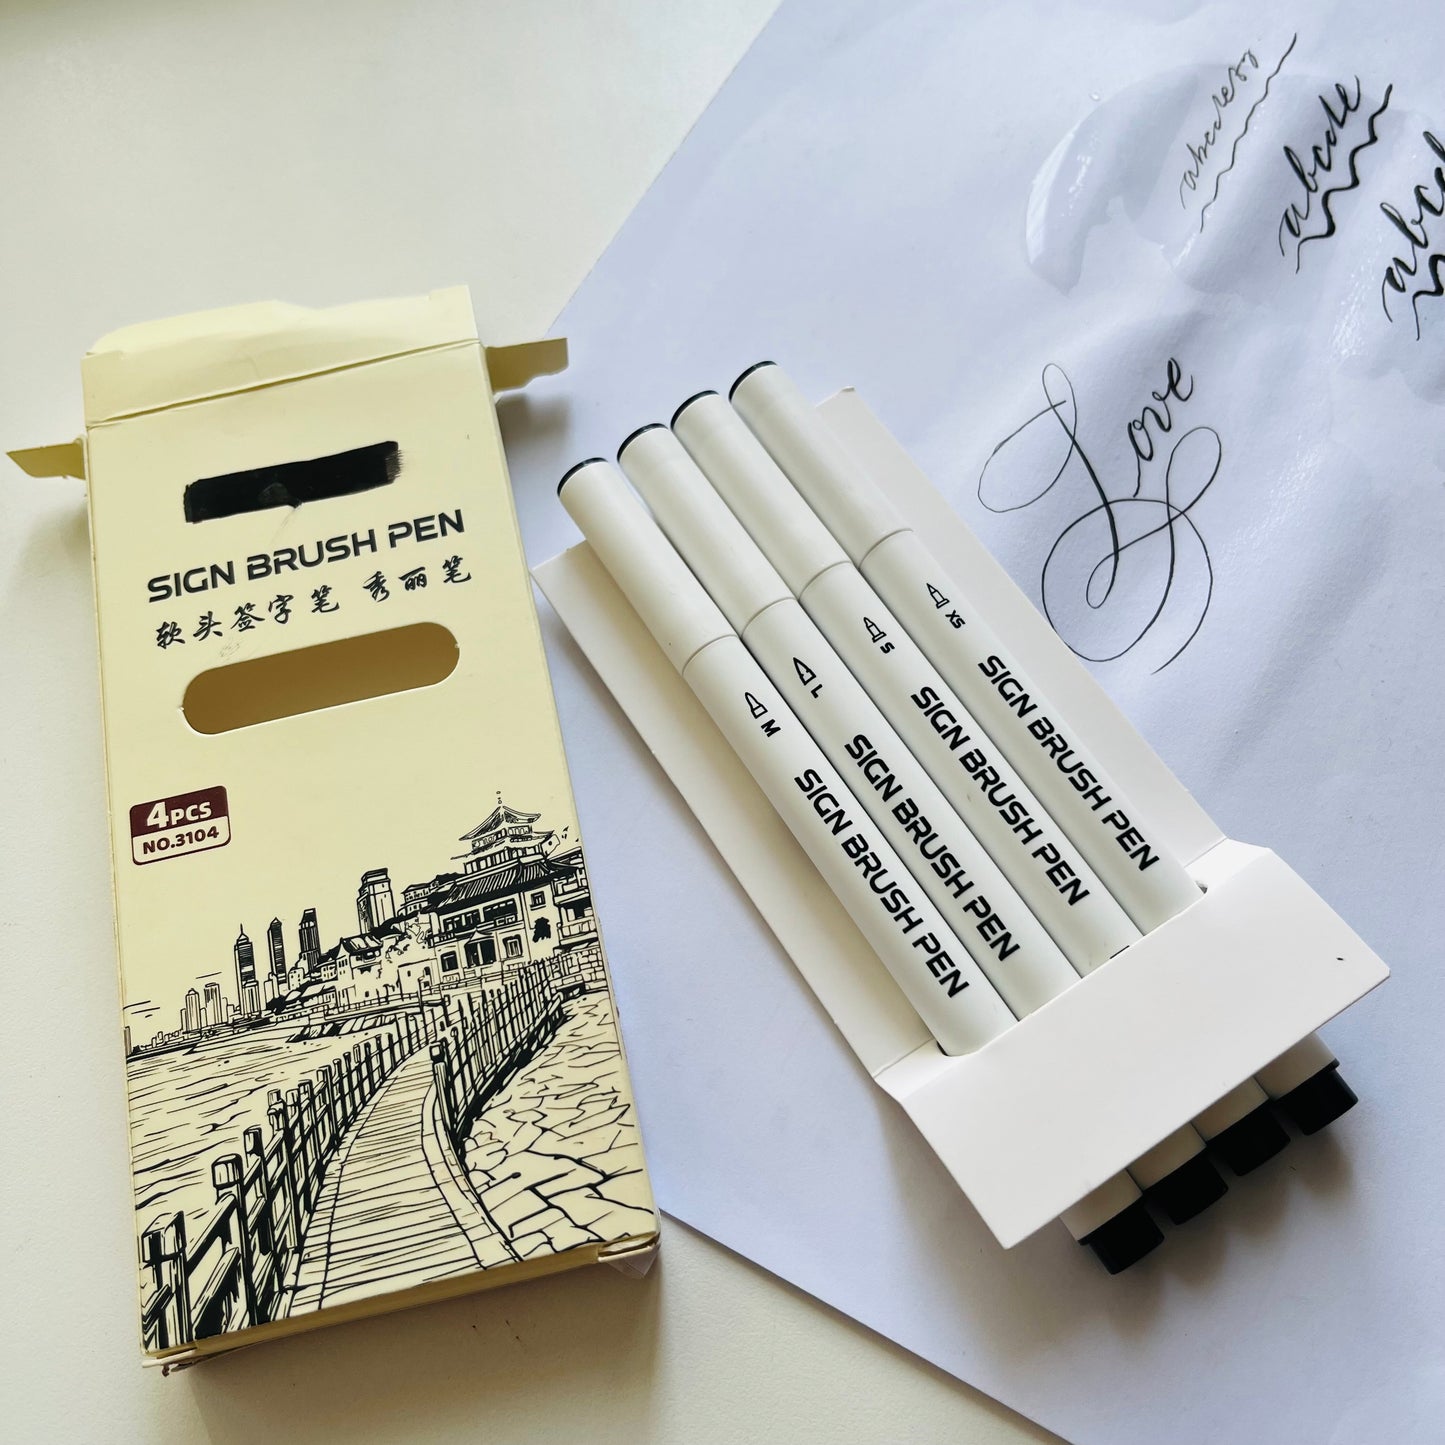 SIGN BRUSH PEN
软头签字笔 秀丽笔
4PCS
NO.3104
M
SIGN BRUSH PEN
L
SIGN BRUSH PEN
S
SIGN BRUSH PEN
XS
SIGN BRUSH PEN
abcde
Love